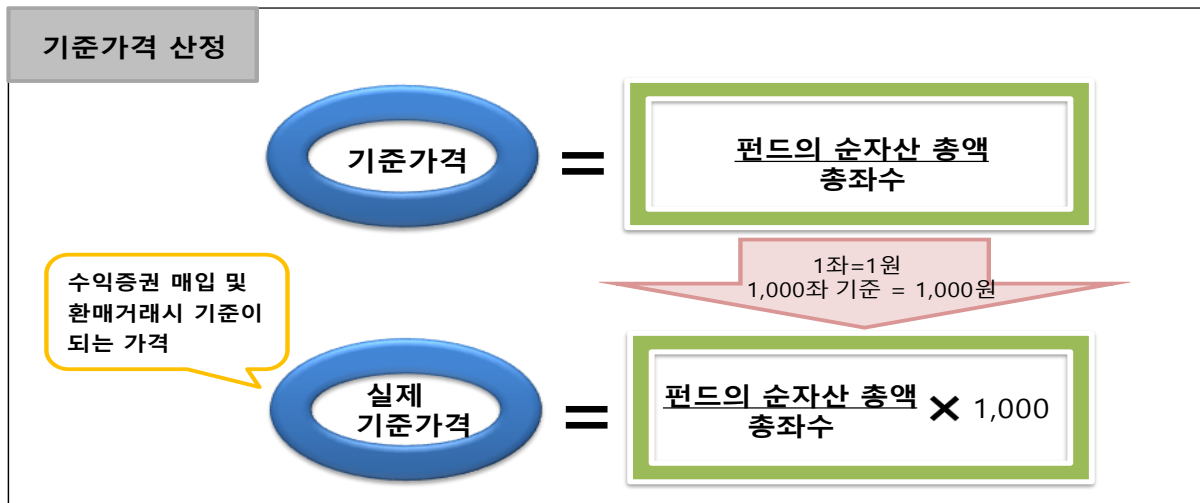 기준가격 산정
기준가격
=
펀드의 순자산 총액
총좌수
1좌=1원
1,000좌 기준 = 1,000원
수익증권 매입 및
환매거래시 기준이
되는 가격
실제
기준가격
=
펀드의 순자산 총액
총좌수
× 1,000